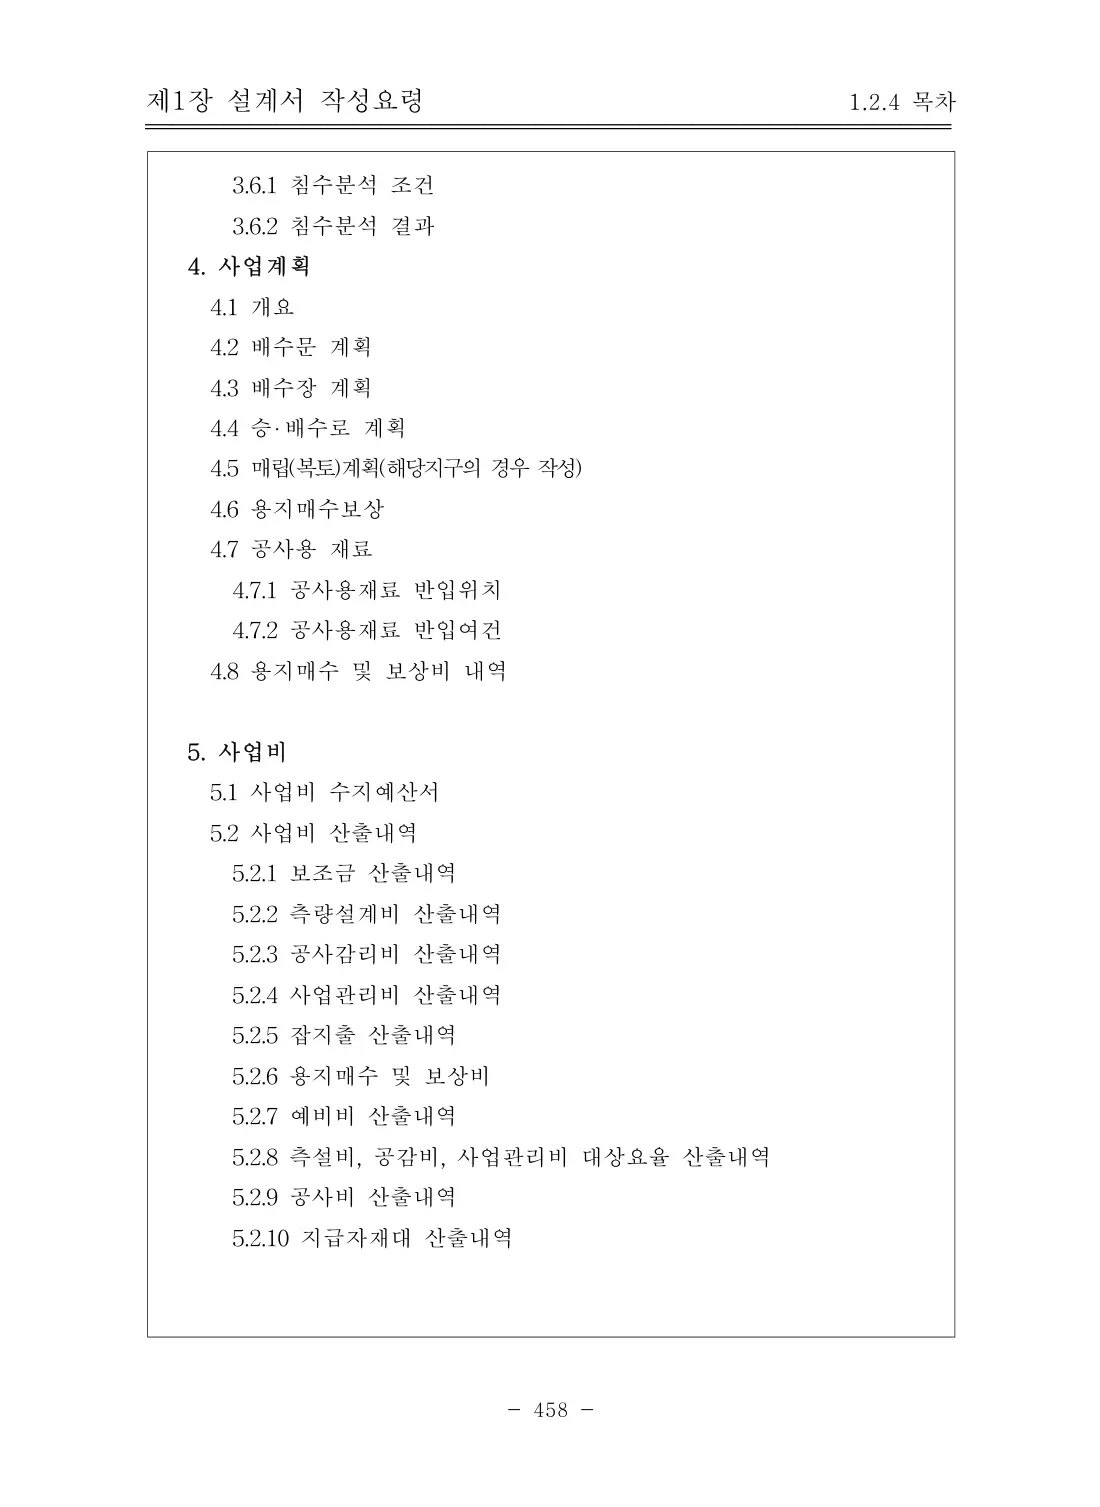 제1장 설계서 작성요령
1.2.4 목차
3.6.1 침수분석 조건
3.6.2 침수분석 결과
4. 사업계획
4.1 개요
4.2 배수문 계획
4.3 배수장 계획
4.4 승·배수로 계획
4.5 매립(복토)계획(해당지구의 경우 작성)
4.6 용지매수보상
4.7 공사용 재료
4.7.1 공사용재료 반입위치
4.7.2 공사용재료 반입여건
4.8 용지매수 및 보상비 내역
5. 사업비
5.1 사업비 수지예산서
5.2 사업비 산출내역
5.2.1 보조금 산출내역
5.2.2 측량설계비 산출내역
5.2.3 공사감리비 산출내역
5.2.4 사업관리비 산출내역
5.2.5 잡지출 산출내역
5.2.6 용지매수 및 보상비
5.2.7 예비비 산출내역
5.2.8 측설비, 공감비, 사업관리비 대상요율 산출내역
5.2.9 공사비 산출내역
5.2.10 지급자재대 산출내역
- 458 -